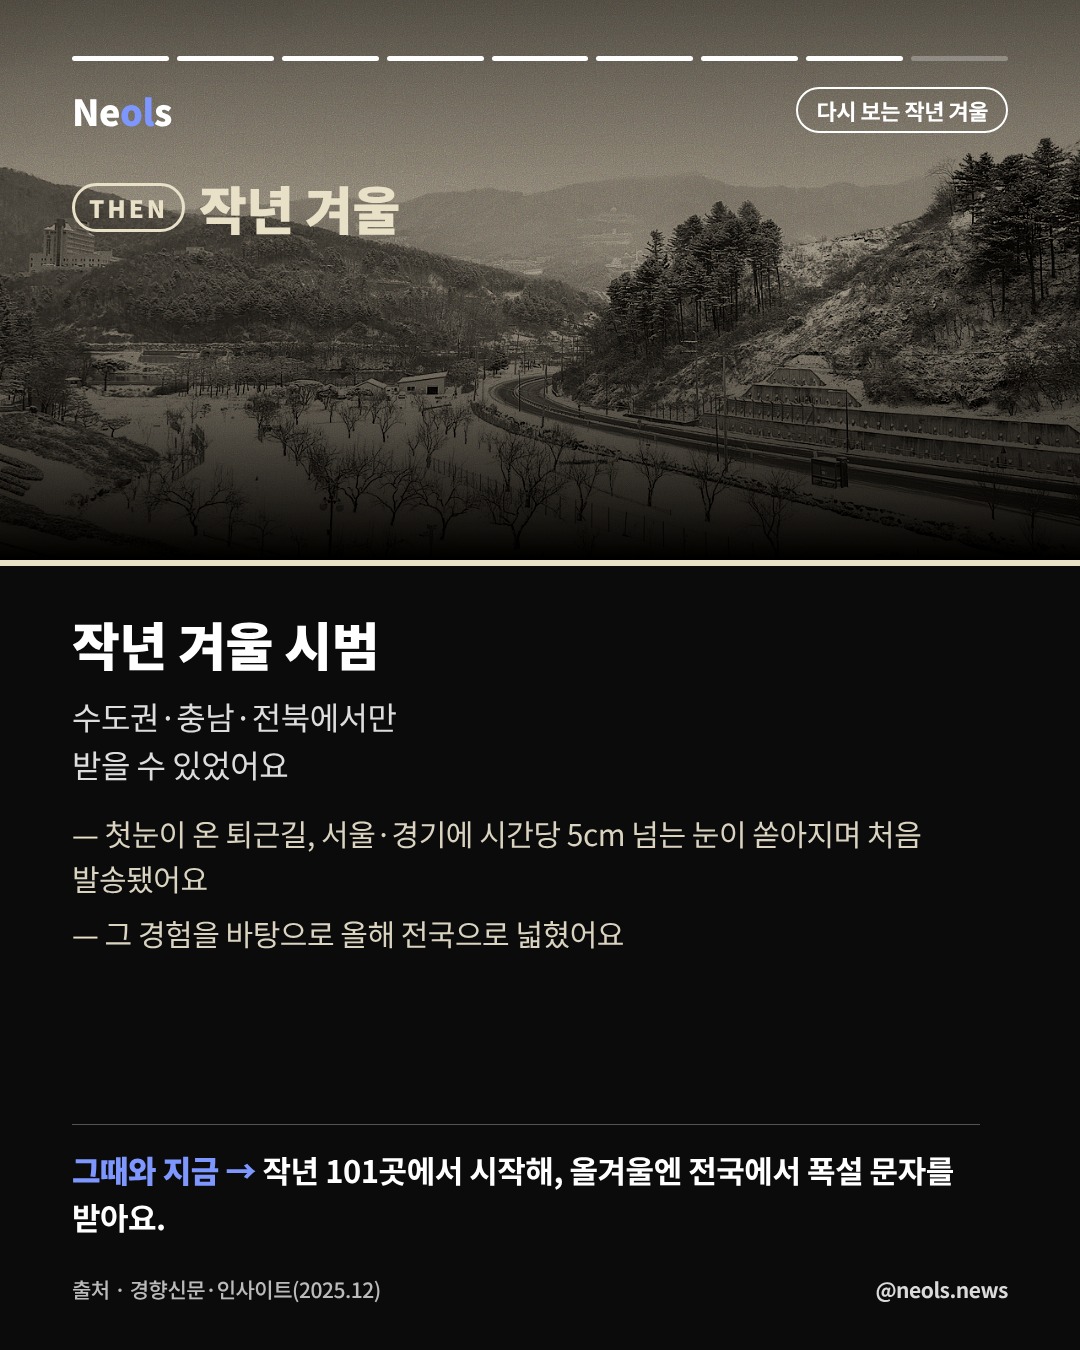 Neols
다시 보는 작년 겨울
THEN 작년 겨울
작년 겨울 시범
수도권·충남·전북에서만
받을 수 있었어요
— 첫눈이 온 퇴근길, 서울·경기에 시간당 5cm 넘는 눈이 쏟아지며 처음
발송됐어요
— 그 경험을 바탕으로 올해 전국으로 넓혔어요
그때와 지금 → 작년 101곳에서 시작해, 올겨울엔 전국에서 폭설 문자를
받아요.
출처 · 경향신문·인사이트(2025.12)
@neols.news